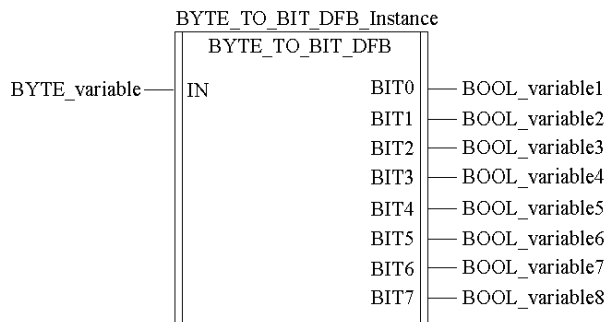 BYTE_TO_BIT_DFB_Instance
BYTE_TO_BIT_DFB
BYTE_variable IN BIT0 BOOL_variable1
BIT1 BOOL_variable2
BIT2 BOOL_variable3
BIT3 BOOL_variable4
BIT4 BOOL_variable5
BIT5 BOOL_variable6
BIT6 BOOL_variable7
BIT7 BOOL_variable8